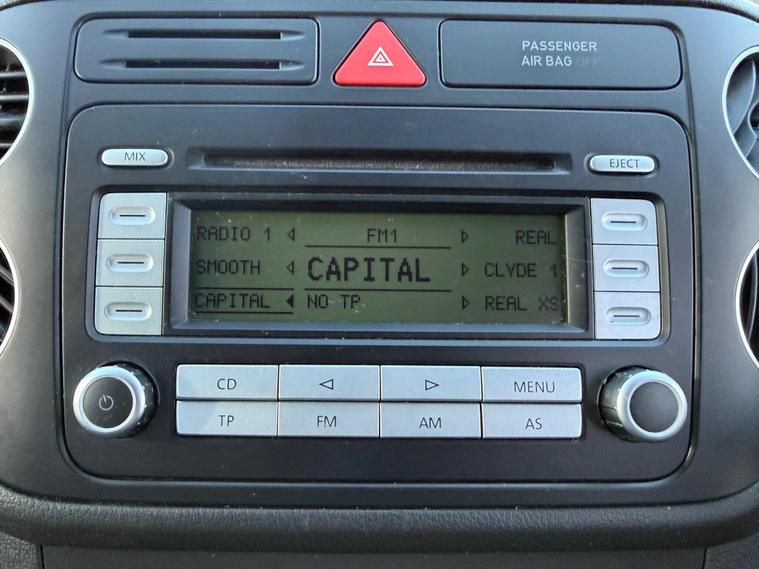 PASSENGER
AIR BAG OFF
MIX
EJECT
RADIO 1 FM1 REAL
SMOOTH CAPITAL CLYDE 1
CAPITAL NO TP REAL XS
CD MENU
TP FM AM AS